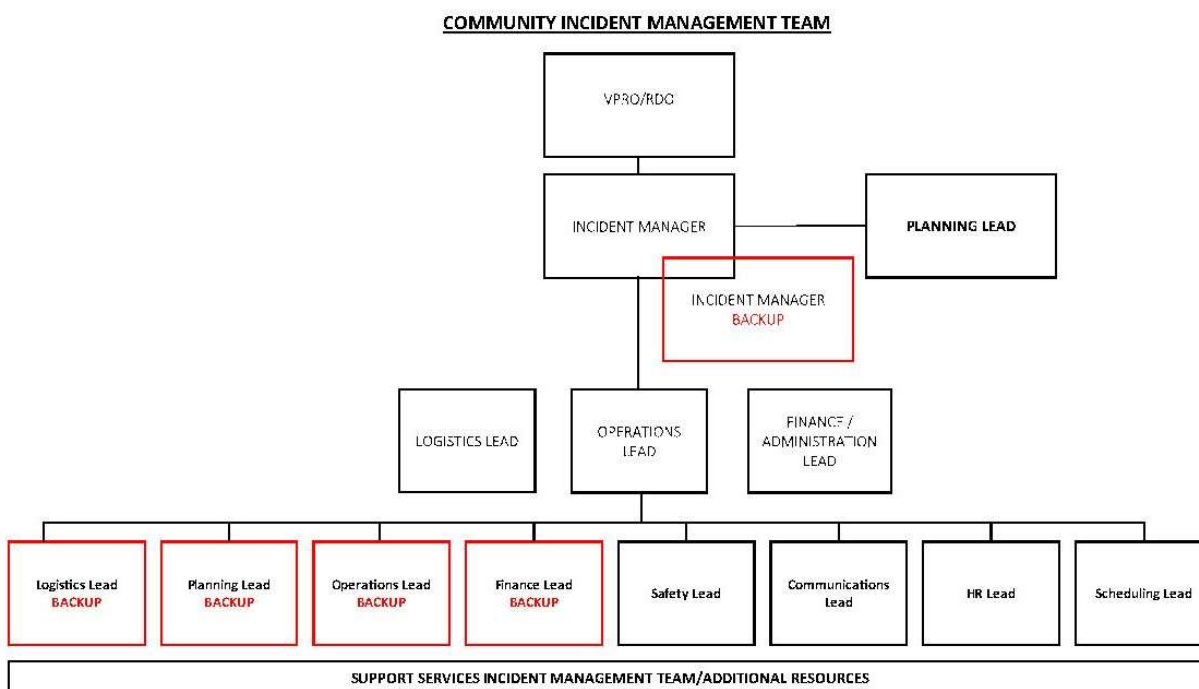 COMMUNITY INCIDENT MANAGEMENT TEAM
VPRO/RDO
INCIDENT MANAGER
PLANNING LEAD
INCIDENT MANAGER
BACKUP
LOGISTICS LEAD
OPERATIONS
LEAD
FINANCE /
ADMINISTRATION
LEAD
Logistics Lead
BACKUP
Planning Lead
BACKUP
Operations Lead
BACKUP
Finance Lead
BACKUP
Safety Lead
Communications
Lead
HR Lead
Scheduling Lead
SUPPORT SERVICES INCIDENT MANAGEMENT TEAM/ADDITIONAL RESOURCES